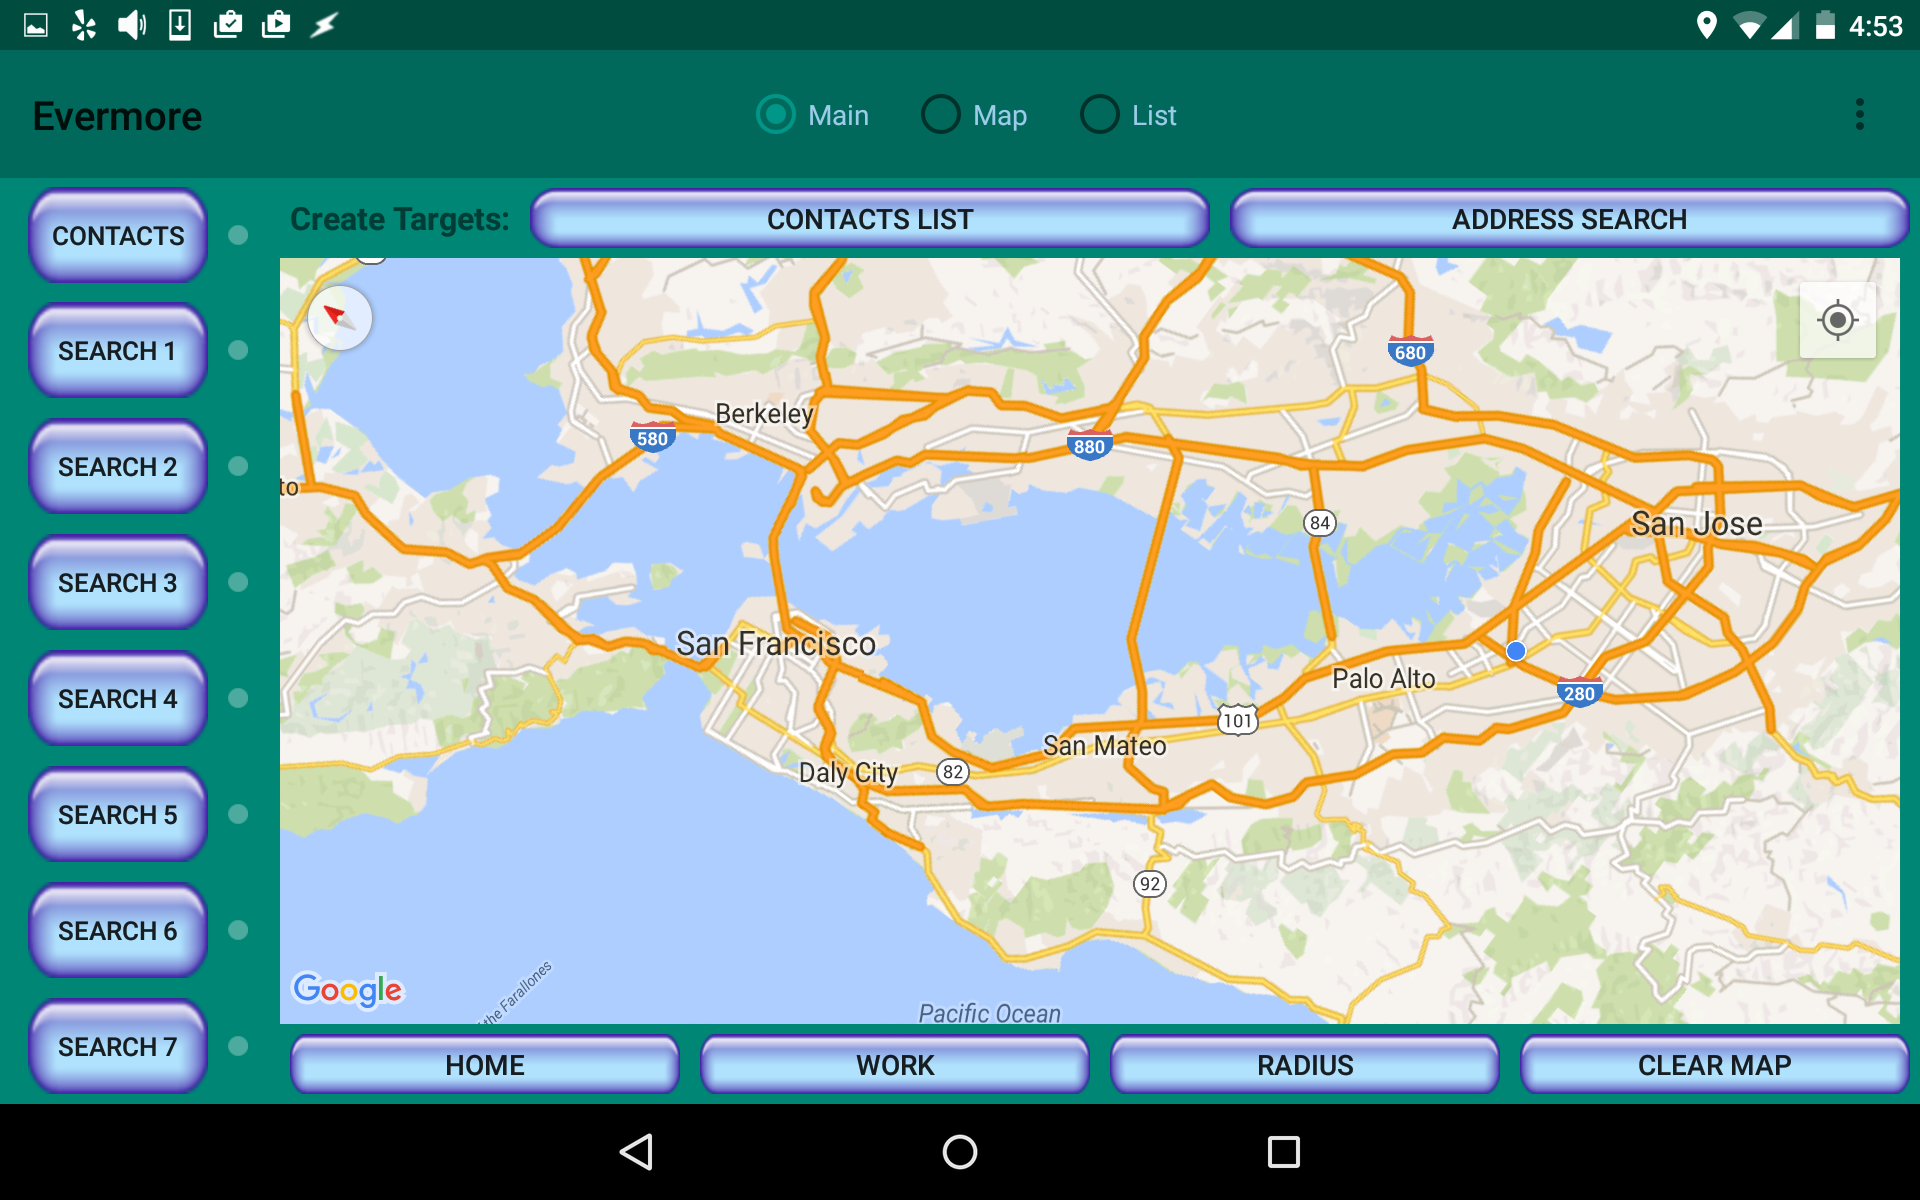 4:53
Evermore
Main
Map
List
CONTACTS
SEARCH 1
SEARCH 2
SEARCH 3
SEARCH 4
SEARCH 5
SEARCH 6
SEARCH 7
Create Targets:
CONTACTS LIST
ADDRESS SEARCH
680
Berkeley
580
880
to
84
San Jose
San Francisco
Palo Alto
280
101
San Mateo
Daly City
82
92
Google
the Farallones
Pacific Ocean
HOME
WORK
RADIUS
CLEAR MAP